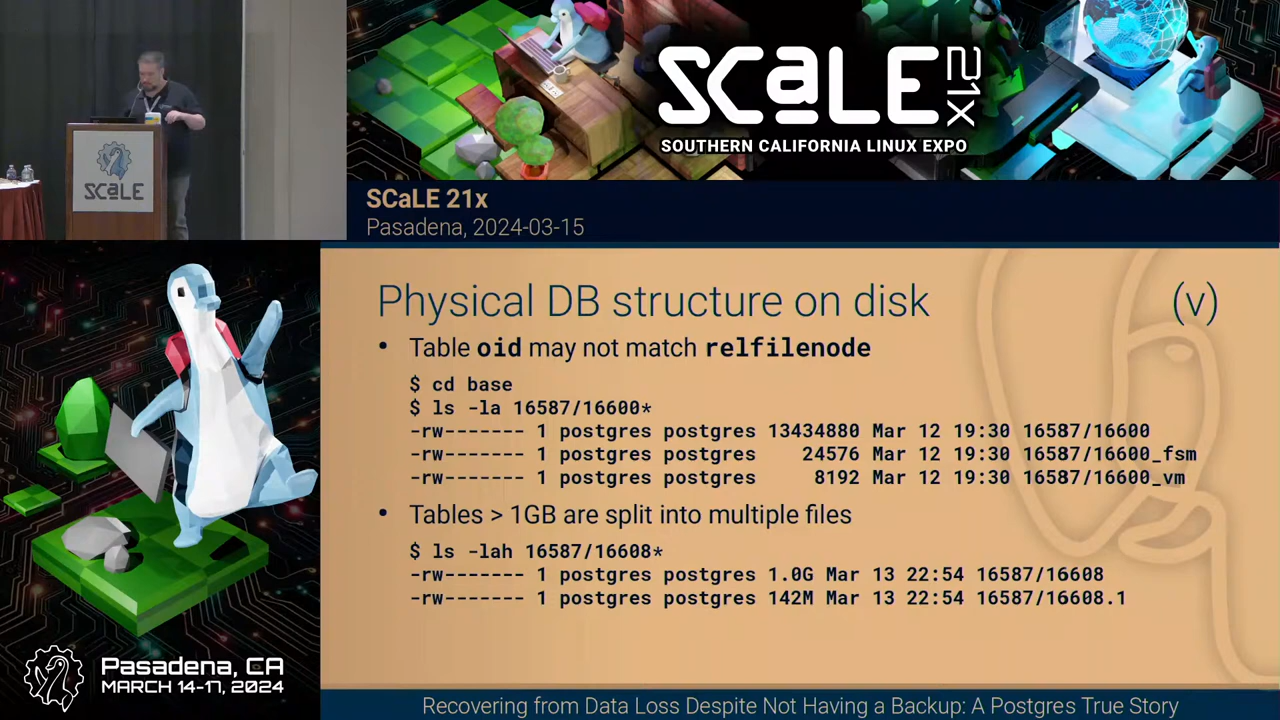 SCALE 21x
SOUTHERN CALIFORNIA LINUX EXPO
SCALE
SCaLE 21x
Pasadena, 2024-03-15
Physical DB structure on disk (v)
• Table oid may not match relfilenode
$ cd base
$ ls -la 16587/16600*
-rw------- 1 postgres postgres 13434880 Mar 12 19:30 16587/16600
-rw------- 1 postgres postgres 24576 Mar 12 19:30 16587/16600_fsm
-rw------- 1 postgres postgres 8192 Mar 12 19:30 16587/16600_vm
• Tables > 1GB are split into multiple files
$ ls -lah 16587/16608*
-rw------- 1 postgres postgres 1.0G Mar 13 22:54 16587/16608
-rw------- 1 postgres postgres 142M Mar 13 22:54 16587/16608.1
Pasadena, CA
MARCH 14-17, 2024
Recovering from Data Loss Despite Not Having a Backup: A Postgres True Story